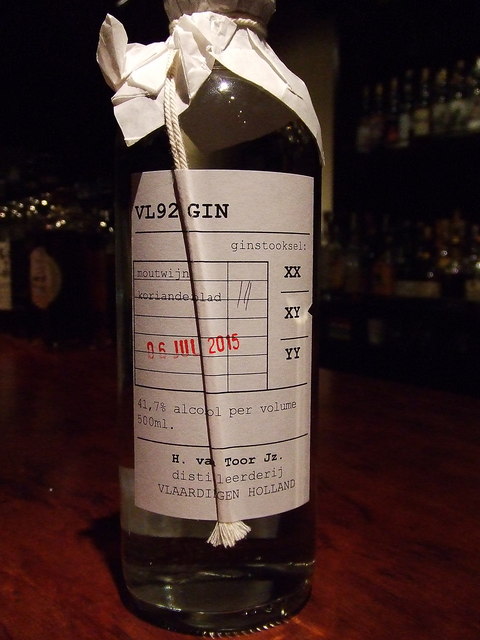 VL92 GIN
ginstooksel:
moutwijn
XX
korianderblad
XY
06 JUL 2015
YY
41,7% alcool per volume
500ml.
H. van Toor Jz.
distilleerderij
VLAARDINGEN HOLLAND